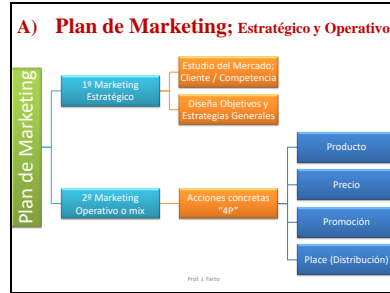 A) Plan de Marketing; Estratégico y Operativo
Plan de Marketing
1º Marketing
Estratégico
Estudio del Mercado;
Cliente / Competencia
Diseña Objetivos y
Estrategias Generales
2º Marketing
Operativo o mix
Acciones concretas
"4P"
Producto
Precio
Promoción
Place (Distribución)
Prof. J. Farto